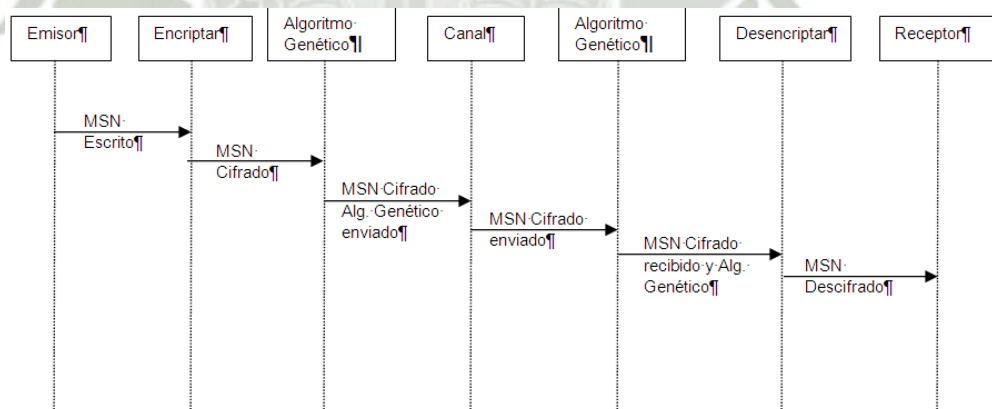 Emisor¶
Encriptar¶
Algoritmo·
Genético¶
Canal¶
Algoritmo·
Genético¶
Desencriptar¶
Receptor¶
MSN·
Escrito¶
MSN·
Cifrado¶
MSN·Cifrado·
Alg.·Genético·
enviado¶
MSN·Cifrado·
enviado¶
MSN·Cifrado·
recibido·y·Alg.·
Genético¶
MSN·
Descifrado¶